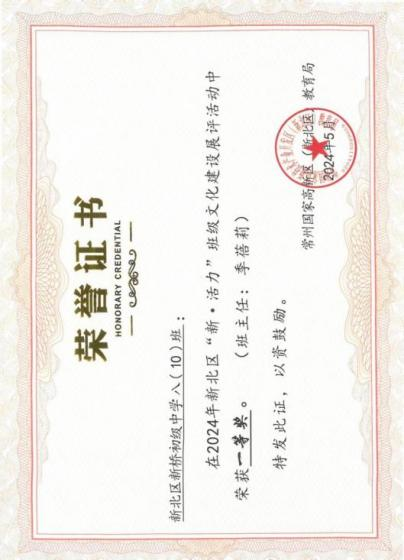 荣誉证书
HONORARY CREDENTIAL
新北区新桥初级中学八(10)班：
在2024年新北区“新·活力”班级文化建设展评活动中
荣获一等奖。（班主任：季蓓莉）
特发此证，以资鼓励。
常州国家高新区（新北区）教育局
2024年5月